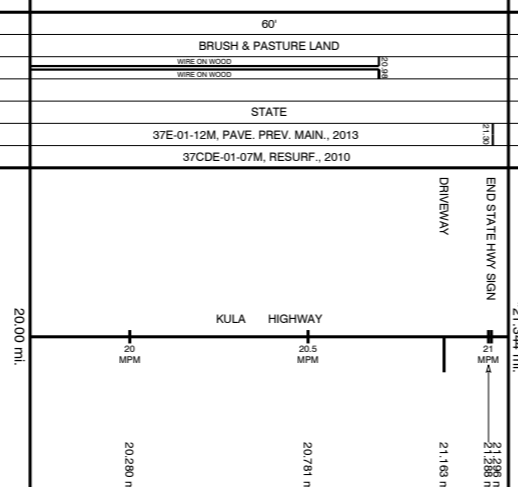 60'
BRUSH & PASTURE LAND
WIRE ON WOOD
20.98
WIRE ON WOOD
STATE
37E-01-12M, PAVE. PREV. MAIN., 2013
21.30
37CDE-01-07M, RESURF., 2010
DRIVEWAY
END STATE HWY SIGN
KULA HIGHWAY
20
MPM
20.5
MPM
21
MPM
20.00 mi.
20.280 m
20.781 m
21.163 m
21.288 m
21.296 m